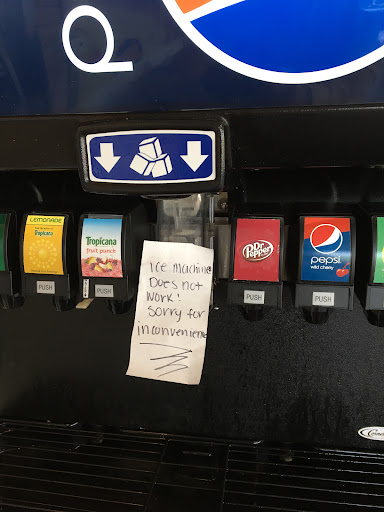 p
LEMONADE
Tropicana
Tropicana
fruit punch
Dr Pepper
pepsi
wild cherry
PUSH
PUSH
PUSH
PUSH
Ice machine
Does not
work!
Sorry for
inconvenience